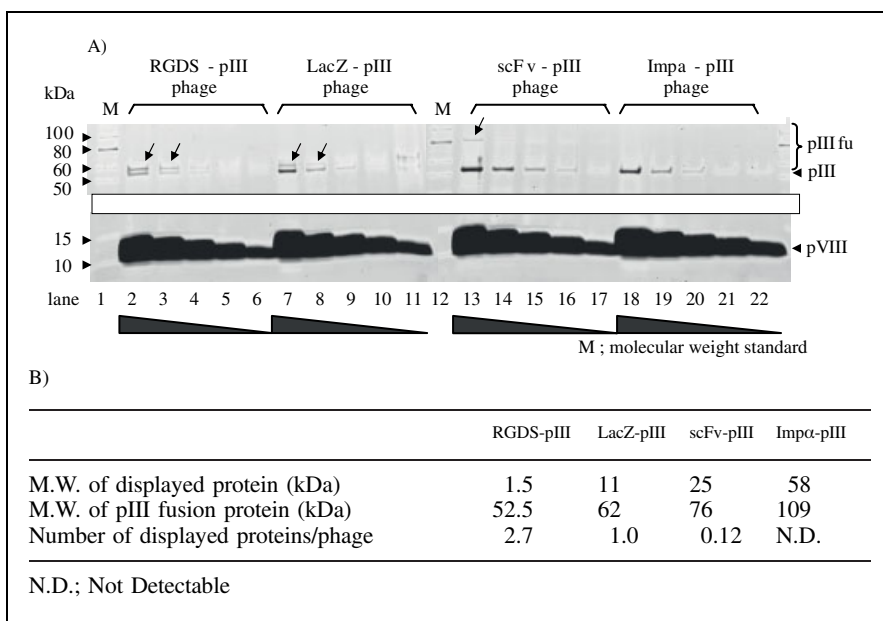 A)
RGDS - pIII phage
LacZ - pIII phage
scFv - pIII phage
Impa - pIII phage
kDa
M
M
100
80
60
50
pIII fu
pIII
15
10
pVIII
lane 1 2 3 4 5 6 7 8 9 10 11 12 13 14 15 16 17 18 19 20 21 22
M ; molecular weight standard
B)
RGDS-pIII LacZ-pIII scFv-pIII Impα-pIII
M.W. of displayed protein (kDa) 1.5 11 25 58
M.W. of pIII fusion protein (kDa) 52.5 62 76 109
Number of displayed proteins/phage 2.7 1.0 0.12 N.D.
N.D.; Not Detectable